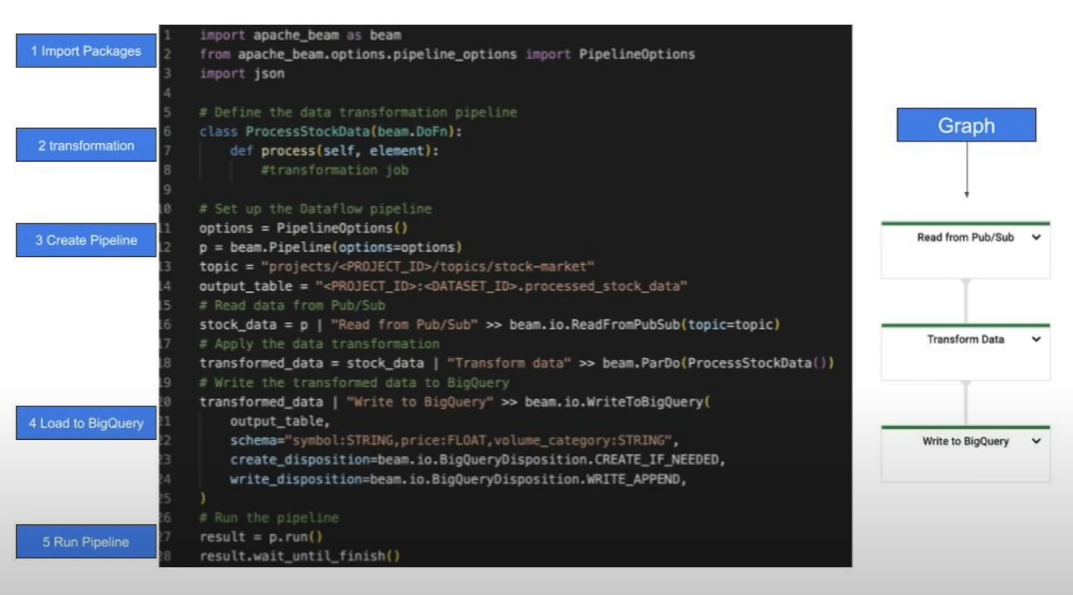 1 Import Packages
2 transformation
3 Create Pipeline
4 Load to BigQuery
5 Run Pipeline
1 import apache_beam as beam
2 from apache_beam.options.pipeline_options import PipelineOptions
3 import json
4
5 # Define the data transformation pipeline
6 class ProcessStockData(beam.DoFn):
7 def process(self, element):
8 #transformation job
9
10 # Set up the Dataflow pipeline
11 options = PipelineOptions()
12 p = beam.Pipeline(options=options)
13 topic = "projects/<PROJECT_ID>/topics/stock-market"
14 output_table = "<PROJECT_ID>:<DATASET_ID>.processed_stock_data"
15 # Read data from Pub/Sub
16 stock_data = p | "Read from Pub/Sub" >> beam.io.ReadFromPubSub(topic=topic)
17 # Apply the data transformation
18 transformed_data = stock_data | "Transform data" >> beam.ParDo(ProcessStockData())
19 # Write the transformed data to BigQuery
20 transformed_data | "Write to BigQuery" >> beam.io.WriteToBigQuery(
21 output_table,
22 schema="symbol:STRING,price:FLOAT,volume_category:STRING",
23 create_disposition=beam.io.BigQueryDisposition.CREATE_IF_NEEDED,
24 write_disposition=beam.io.BigQueryDisposition.WRITE_APPEND,
25 )
26 # Run the pipeline
27 result = p.run()
28 result.wait_until_finish()
Graph
Read from Pub/Sub
Transform Data
Write to BigQuery